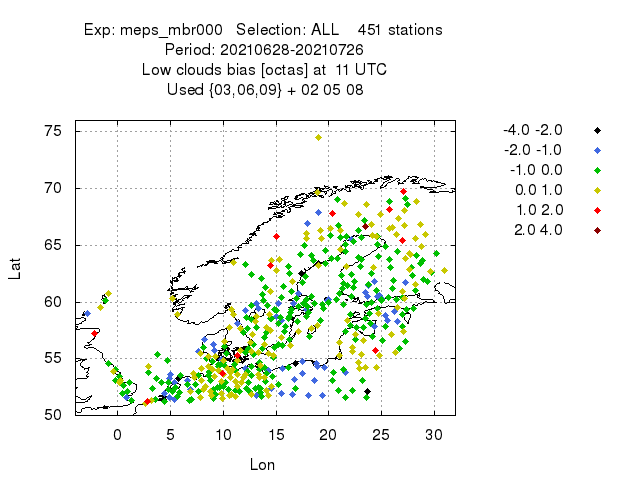 Exp: meps_mbr000   Selection: ALL    451 stations
Period: 20210628-20210726
Low clouds bias [octas] at  11 UTC
Used {03,06,09} + 02 05 08
75
70
65
60
55
50
0 5 10 15 20 25 30
Lat
Lon
-4.0 -2.0
-2.0 -1.0
-1.0 0.0
0.0 1.0
1.0 2.0
2.0 4.0